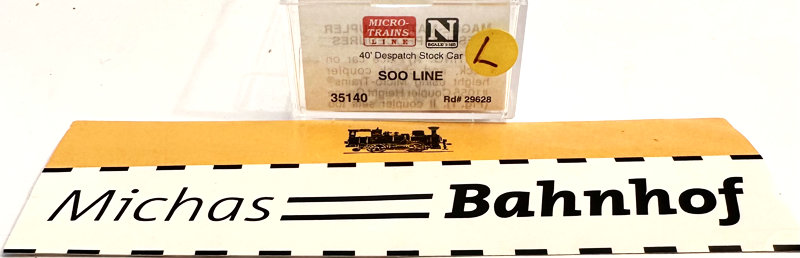 MICRO-
TRAINS
LINE
N
SCALE/1:160
L
40' Despatch Stock Car
SOO LINE
35140 Rd# 29628
Michas Bahnhof